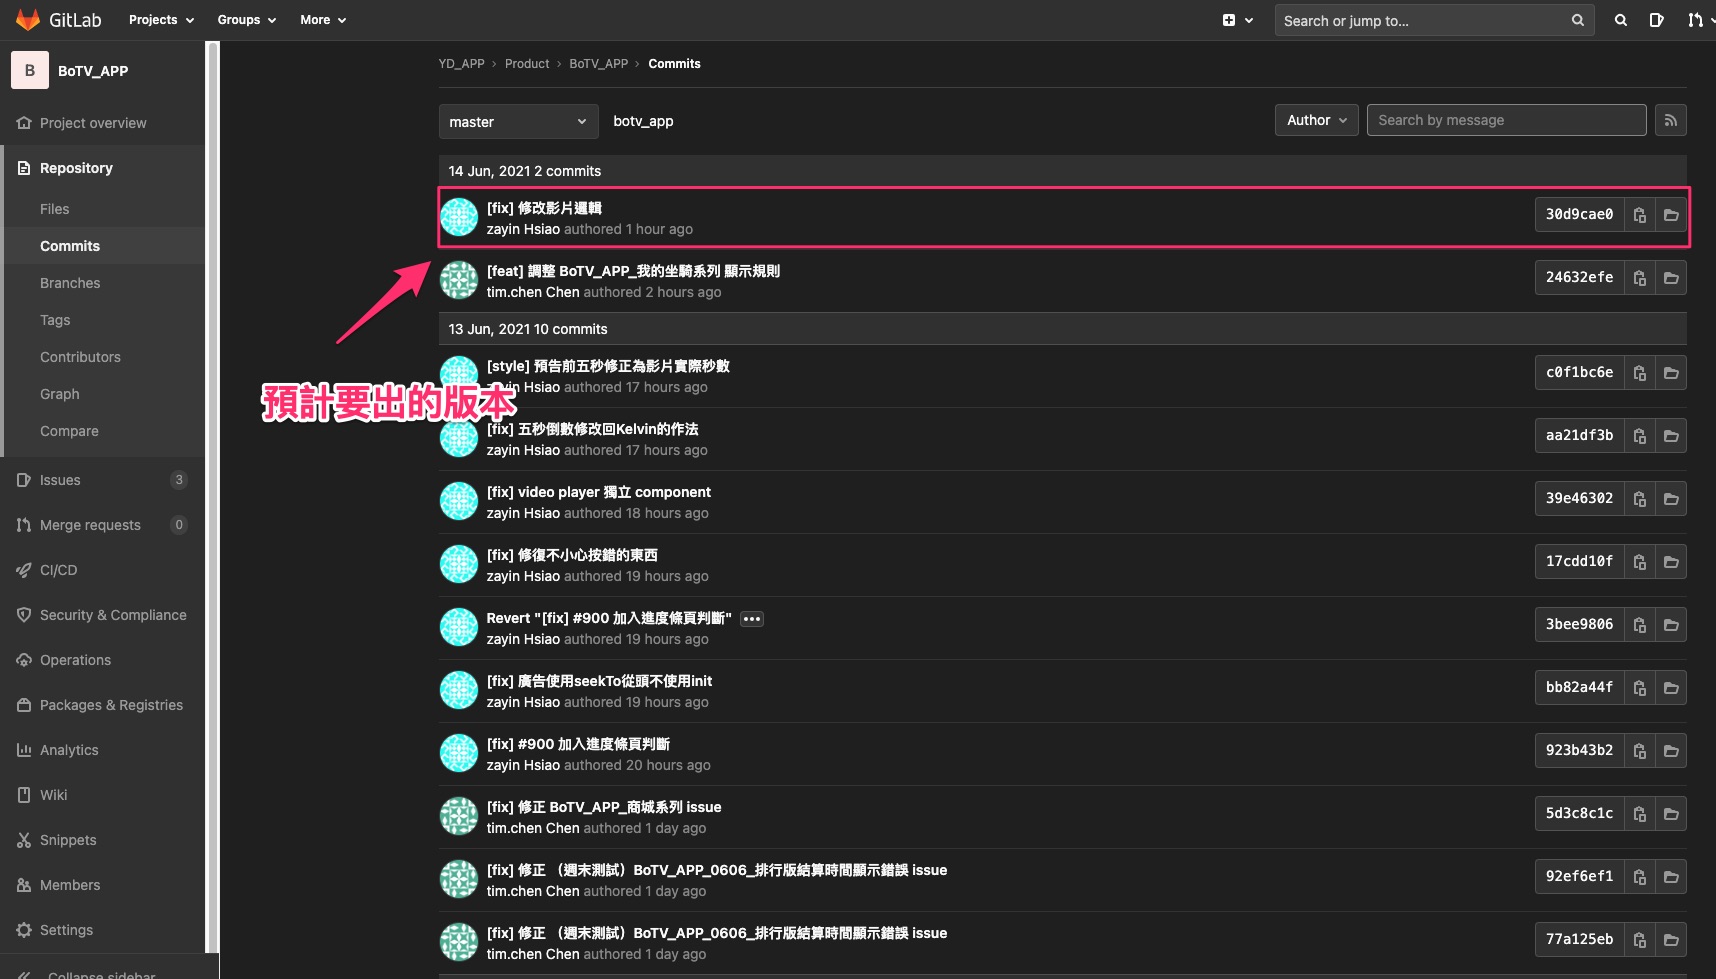 GitLab Projects Groups More Search or jump to...
B BoTV_APP
Project overview
Repository
Files
Commits
Branches
Tags
Contributors
Graph
Compare
Issues 3
Merge requests 0
CI/CD
Security & Compliance
Operations
Packages & Registries
Analytics
Wiki
Snippets
Members
Settings
Collapse sidebar
YD_APP › Product › BoTV_APP › Commits
master botv_app Author Search by message
14 Jun, 2021 2 commits
[fix] 修改影片邏輯
zayin Hsiao authored 1 hour ago
30d9cae0
[feat] 調整 BoTV_APP_我的坐騎系列 顯示規則
tim.chen Chen authored 2 hours ago
24632efe
預計要出的版本
13 Jun, 2021 10 commits
[style] 預告前五秒修正為影片實際秒數
zayin Hsiao authored 17 hours ago
c0f1bc6e
[fix] 五秒倒數修改回Kelvin的作法
zayin Hsiao authored 17 hours ago
aa21df3b
[fix] video player 獨立 component
zayin Hsiao authored 18 hours ago
39e46302
[fix] 修復不小心按錯的東西
zayin Hsiao authored 19 hours ago
17cdd10f
Revert "[fix] #900 加入進度條頁判斷" •••
zayin Hsiao authored 19 hours ago
3bee9806
[fix] 廣告使用seekTo從頭不使用init
zayin Hsiao authored 19 hours ago
bb82a44f
[fix] #900 加入進度條頁判斷
zayin Hsiao authored 20 hours ago
923b43b2
[fix] 修正 BoTV_APP_商城系列 issue
tim.chen Chen authored 1 day ago
5d3c8c1c
[fix] 修正 （週末測試）BoTV_APP_0606_排行版結算時間顯示錯誤 issue
tim.chen Chen authored 1 day ago
92ef6ef1
[fix] 修正 （週末測試）BoTV_APP_0606_排行版結算時間顯示錯誤 issue
tim.chen Chen authored 1 day ago
77a125eb